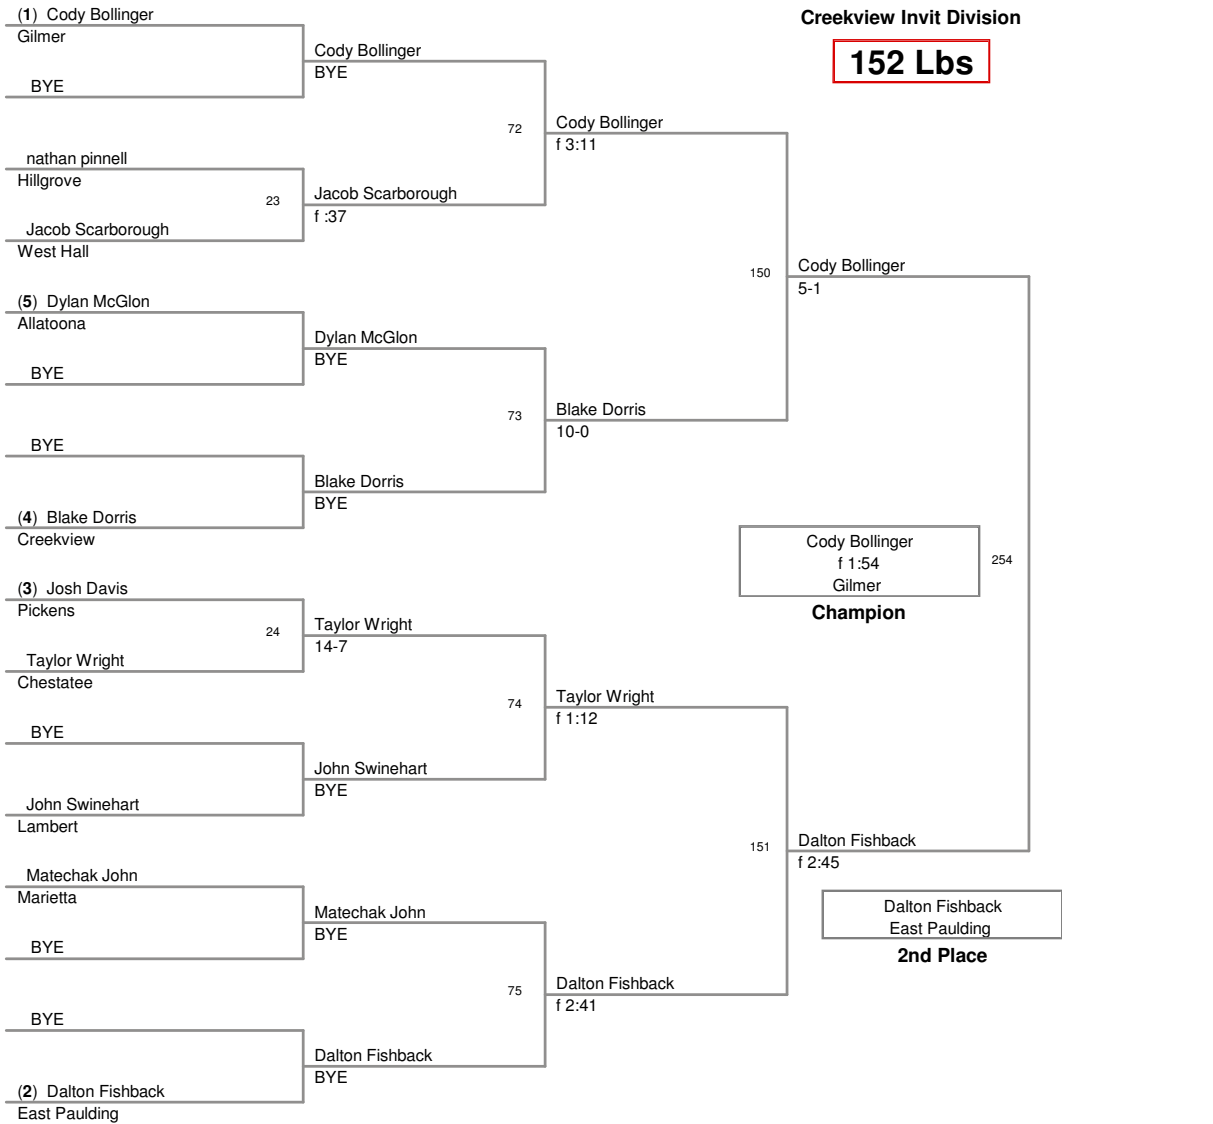 (1) Cody Bollinger
Gilmer
BYE
nathan pinnell
Hillgrove
Jacob Scarborough
West Hall
(5) Dylan McGlon
Allatoona
BYE
BYE
(4) Blake Dorris
Creekview
(3) Josh Davis
Pickens
Taylor Wright
Chestatee
BYE
John Swinehart
Lambert
Matechak John
Marietta
BYE
BYE
(2) Dalton Fishback
East Paulding
23
24
Cody Bollinger
BYE
Jacob Scarborough
f :37
Dylan McGlon
BYE
Blake Dorris
BYE
Taylor Wright
14-7
John Swinehart
BYE
Matechak John
BYE
Dalton Fishback
BYE
72
73
74
75
Cody Bollinger
f 3:11
Blake Dorris
10-0
Taylor Wright
f 1:12
Dalton Fishback
f 2:41
150
151
Creekview Invit Division
152 Lbs
Cody Bollinger
5-1
Dalton Fishback
f 2:45
254
Cody Bollinger
f 1:54
Gilmer
Champion
Dalton Fishback
East Paulding
2nd Place